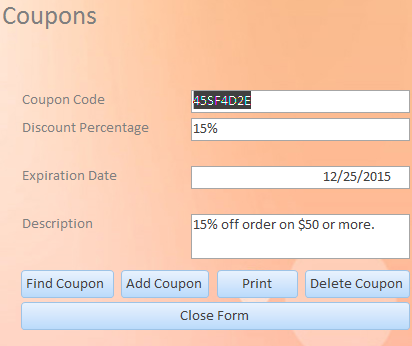 Coupons
Coupon Code 45SF4D2E
Discount Percentage 15%
Expiration Date 12/25/2015
Description 15% off order on $50 or more.
Find Coupon Add Coupon Print Delete Coupon
Close Form